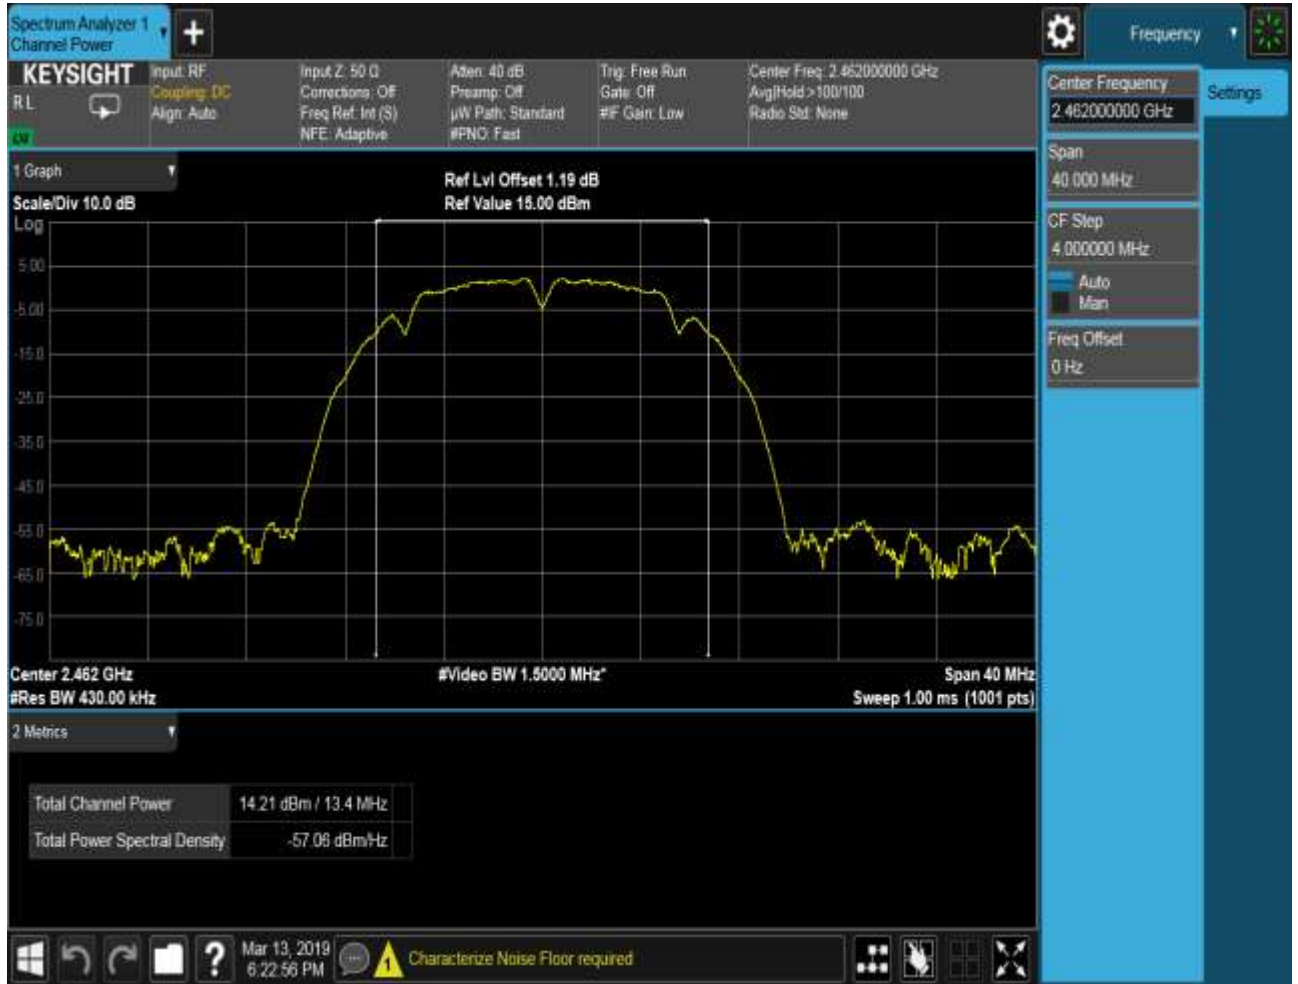 Spectrum Analyzer 1
Channel Power
Frequency
KEYSIGHT
RL
Input: RF
Coupling: DC
Align: Auto
Input Z: 50 Ω
Corrections: Off
Freq Ref: Int (S)
NFE: Adaptive
Atten: 40 dB
Preamp: Off
µW Path: Standard
#PNO: Fast
Trig: Free Run
Gate: Off
#IF Gain: Low
Center Freq: 2.462000000 GHz
Avg|Hold:>100/100
Radio Std: None
Center Frequency
2.462000000 GHz
Settings
Span
40.000 MHz
CF Step
4.000000 MHz
Auto
Man
Freq Offset
0 Hz
1 Graph
Scale/Div 10.0 dB
Ref Lvl Offset 1.19 dB
Ref Value 15.00 dBm
Log
5.00
-5.00
-15.0
-25.0
-35.0
-45.0
-55.0
-65.0
-75.0
Center 2.462 GHz
#Video BW 1.5000 MHz*
Span 40 MHz
#Res BW 430.00 kHz
Sweep 1.00 ms (1001 pts)
2 Metrics
Total Channel Power 14.21 dBm / 13.4 MHz
Total Power Spectral Density -57.06 dBm/Hz
Mar 13, 2019
6:22:56 PM
1
Characterize Noise Floor required